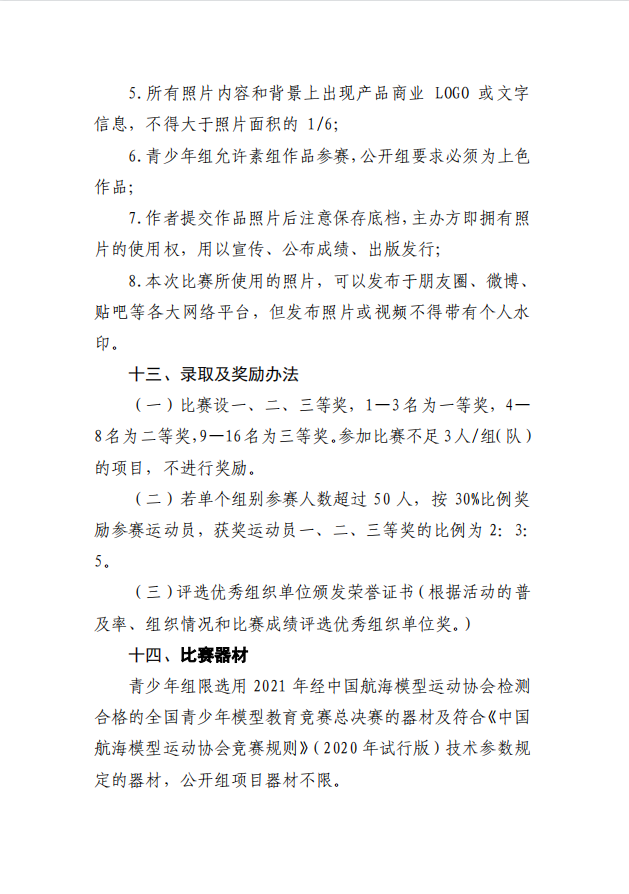 5.所有照片内容和背景上出现产品商业 LOGO 或文字
信息，不得大于照片面积的 1/6；
6.青少年组允许素组作品参赛，公开组要求必须为上色
作品；
7.作者提交作品照片后注意保存底档，主办方即拥有照
片的使用权，用以宣传、公布成绩、出版发行；
8.本次比赛所使用的照片，可以发布于朋友圈、微博、
贴吧等各大网络平台，但发布照片或视频不得带有个人水
印。
十三、录取及奖励办法
（一）比赛设一、二、三等奖，1—3名为一等奖，4—
8名为二等奖，9—16名为三等奖。参加比赛不足3人/组（队）
的项目，不进行奖励。
（二）若单个组别参赛人数超过 50 人，按 30%比例奖
励参赛运动员，获奖运动员一、二、三等奖的比例为 2：3：
5。
（三）评选优秀组织单位颁发荣誉证书（根据活动的普
及率、组织情况和比赛成绩评选优秀组织单位奖。）
十四、比赛器材
青少年组限选用 2021 年经中国航海模型运动协会检测
合格的全国青少年模型教育竞赛总决赛的器材及符合《中国
航海模型运动协会竞赛规则》（2020 年试行版）技术参数规
定的器材，公开组项目器材不限。